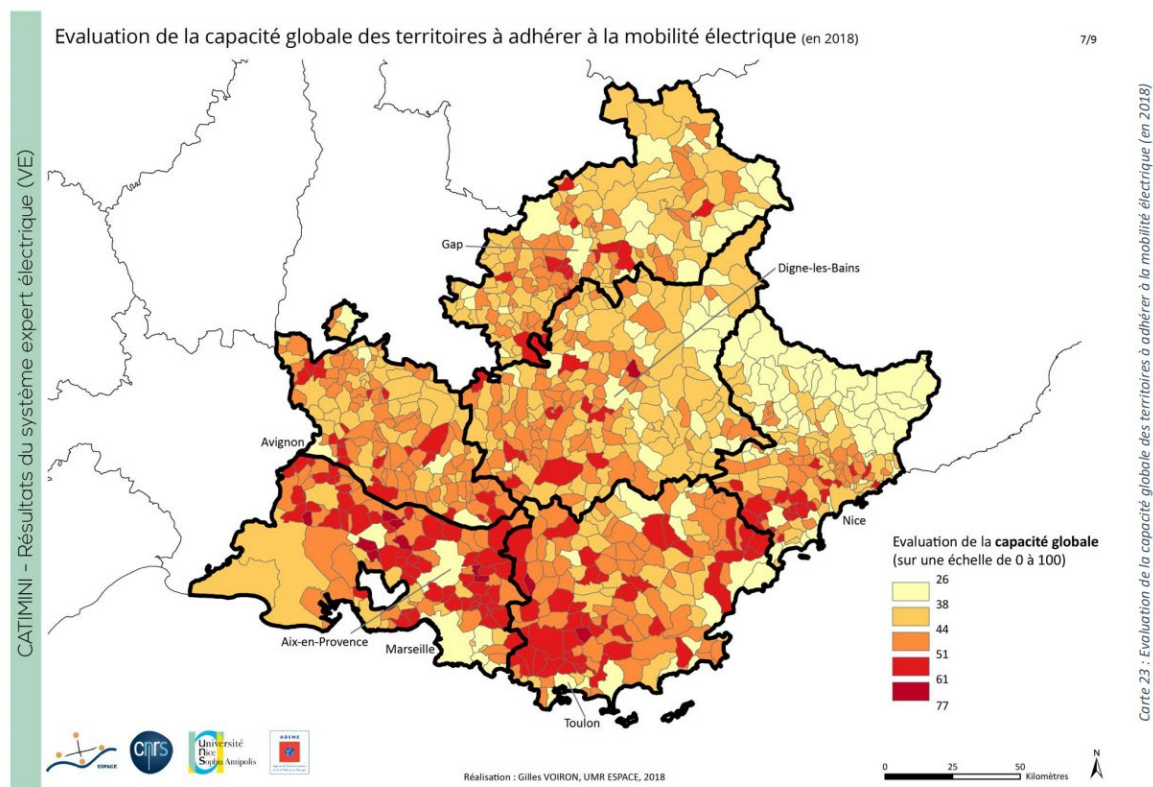 Evaluation de la capacité globale des territoires à adhérer à la mobilité électrique (en 2018)
7/9
CATIMINI - Résultats du système expert électrique (VE)
Gap
Digne-les-Bains
Avignon
Nice
Aix-en-Provence
Marseille
Toulon
Evaluation de la capacité globale
(sur une échelle de 0 à 100)
26
38
44
51
61
77
ESPACE
cnrs
Université
Nice
Sophia Antipolis
ADEME
Réalisation : Gilles VOIRON, UMR ESPACE, 2018
0 25 50
Kilomètres
N
Carte 23 : Evaluation de la capacité globale des territoires à adhérer à la mobilité électrique (en 2018)